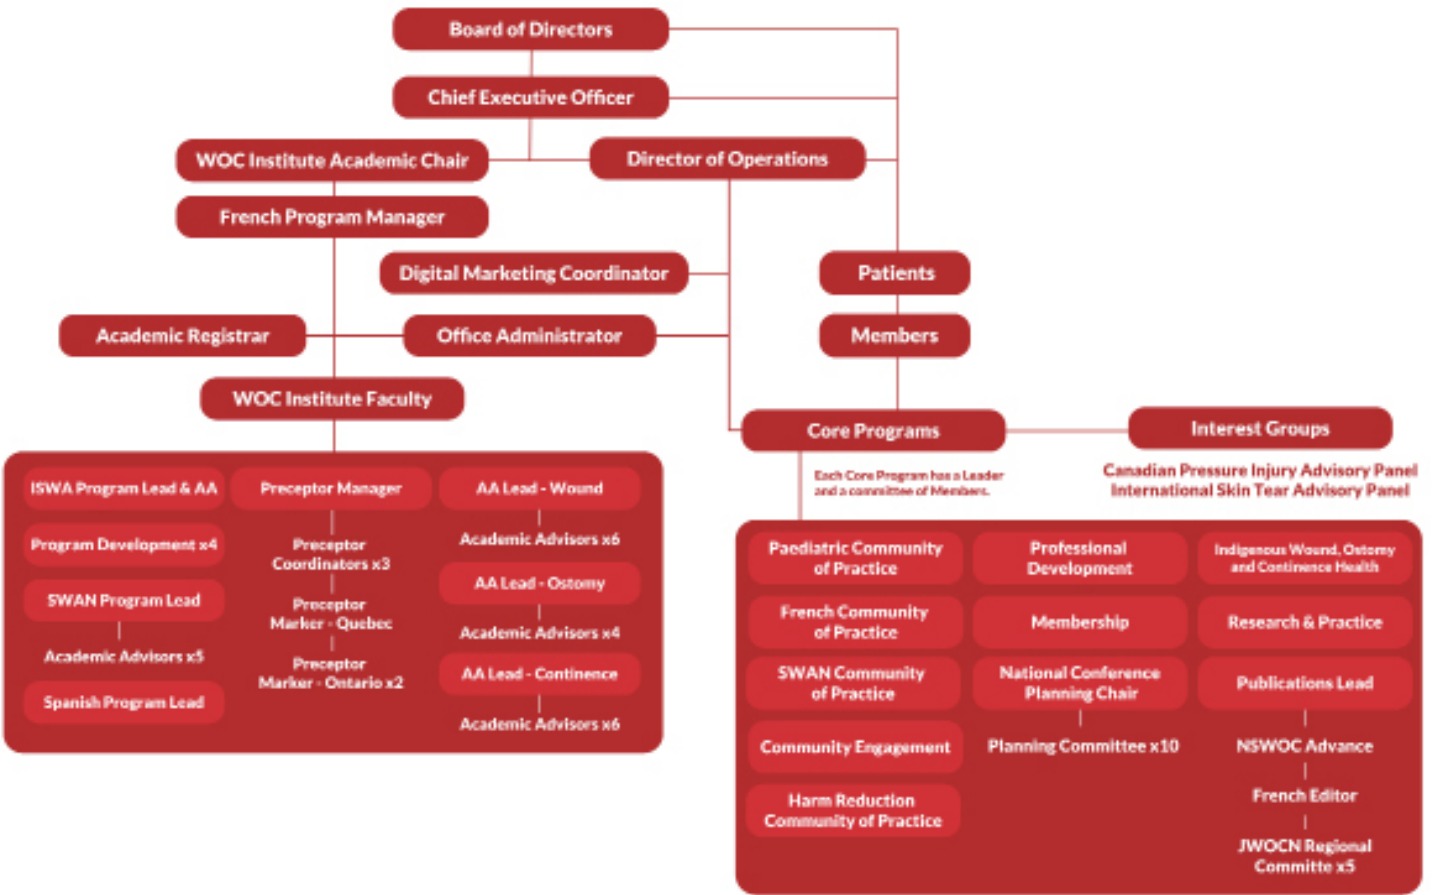 Board of Directors
Chief Executive Officer
WOC Institute Academic Chair
Director of Operations
French Program Manager
Digital Marketing Coordinator
Patients
Academic Registrar
Office Administrator
Members
WOC Institute Faculty
Core Programs
Interest Groups
Each Core Program has a Leader
and a committee of Members.
Canadian Pressure Injury Advisory Panel
International Skin Tear Advisory Panel
ISWA Program Lead & AA
Program Development x4
SWAN Program Lead
Academic Advisors x5
Spanish Program Lead
Preceptor Manager
Preceptor
Coordinators x3
Preceptor
Marker - Quebec
Preceptor
Marker - Ontario x2
AA Lead - Wound
Academic Advisors x6
AA Lead - Ostomy
Academic Advisors x4
AA Lead - Continence
Academic Advisors x6
Paediatric Community
of Practice
French Community
of Practice
SWAN Community
of Practice
Community Engagement
Harm Reduction
Community of Practice
Professional
Development
Membership
National Conference
Planning Chair
Planning Committee x10
Indigenous Wound, Ostomy
and Continence Health
Research & Practice
Publications Lead
NSWOC Advance
French Editor
JWOCN Regional
Committe x5